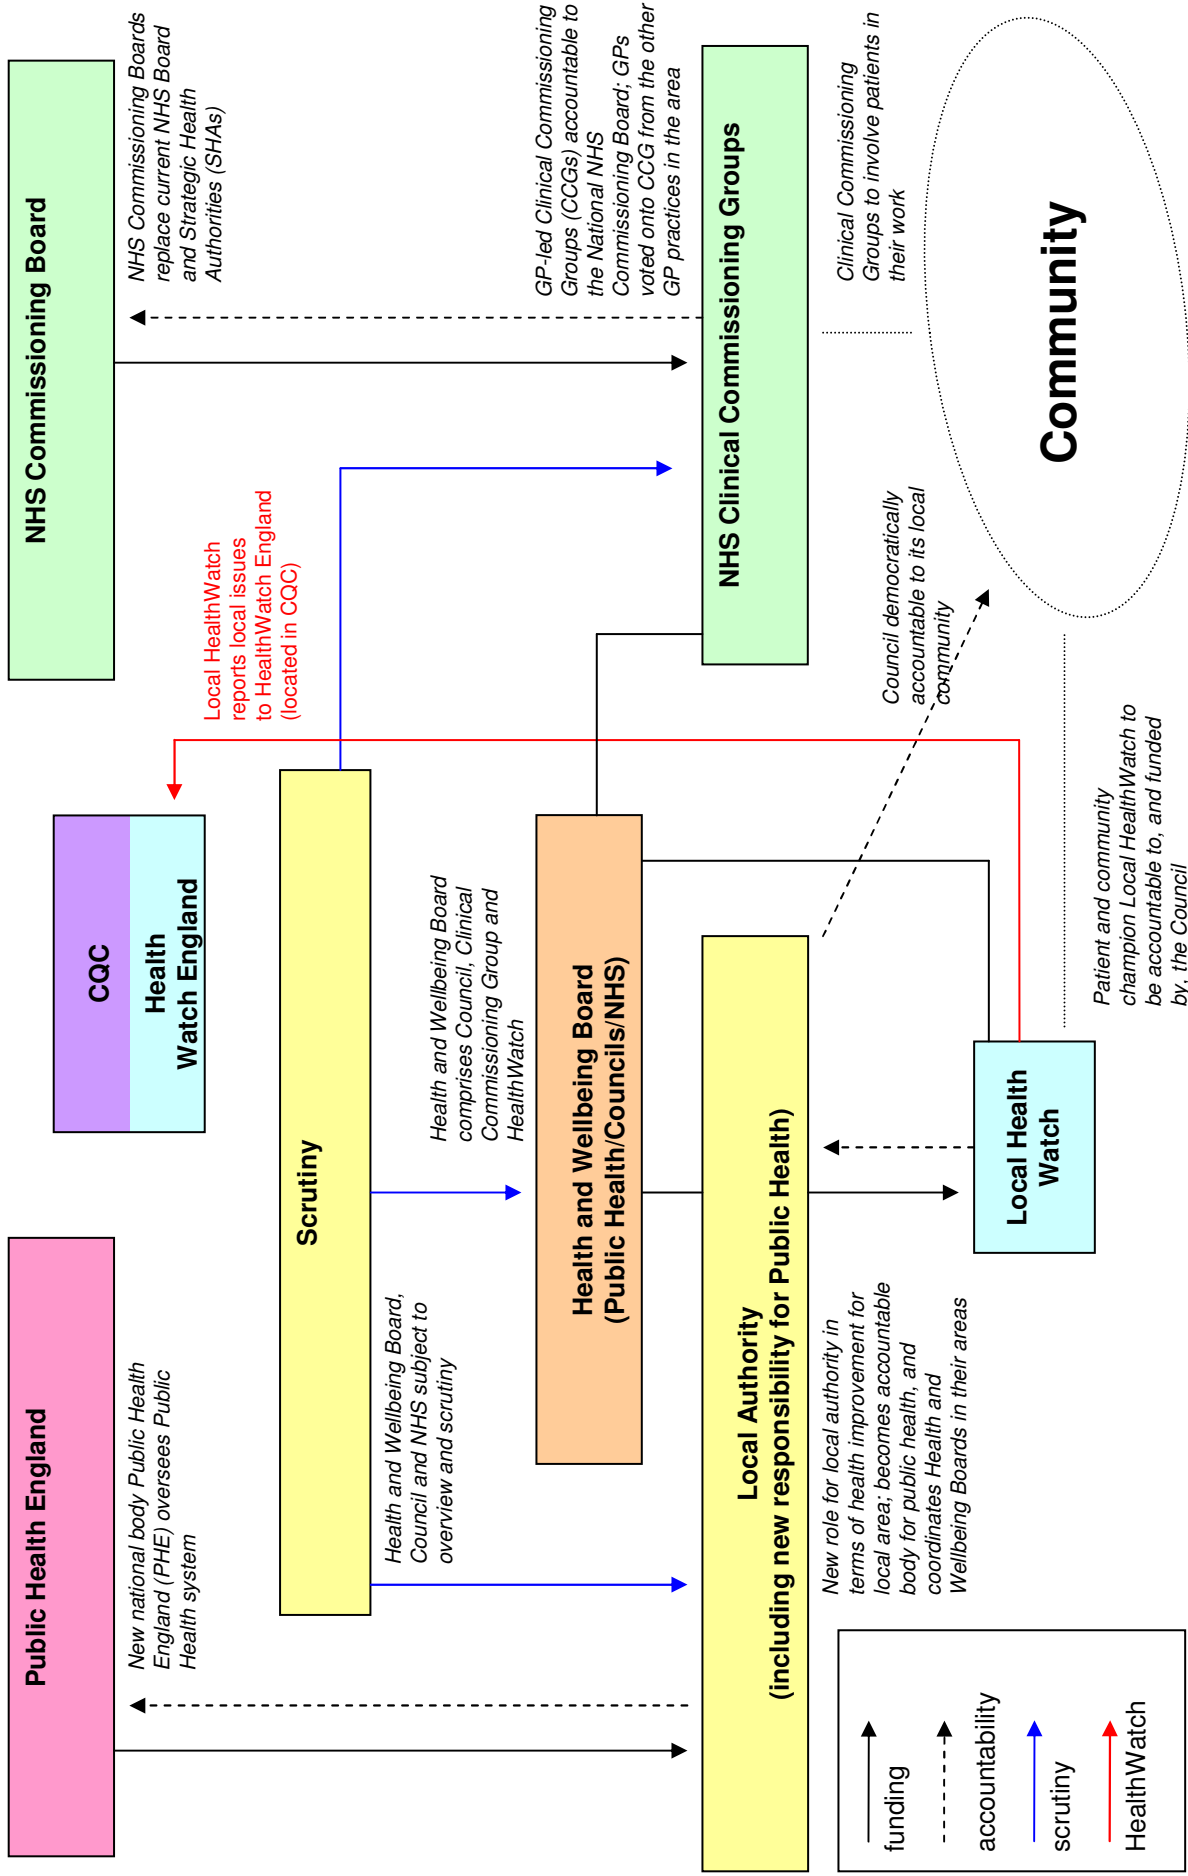 Public Health England
New national body Public Health
England (PHE) oversees Public
Health system
CQC
Health
Watch England
Local HealthWatch
reports local issues
to HealthWatch England
(located in CQC)
NHS Commissioning Board
NHS Commissioning Boards
replace current NHS Board
and Strategic Health
Authorities (SHAs)
Scrutiny
Health and Wellbeing Board,
Council and NHS subject to
overview and scrutiny
Health and Wellbeing Board
comprises Council, Clinical
Commissioning Group and
HealthWatch
GP-led Clinical Commissioning
Groups (CCGs) accountable to
the National NHS
Commissioning Board; GPs
voted onto CCG from the other
GP practices in the area
Health and Wellbeing Board
(Public Health/Councils/NHS)
Local Authority
(including new responsibility for Public Health)
NHS Clinical Commissioning Groups
New role for local authority in
terms of health improvement for
local area; becomes accountable
body for public health, and
coordinates Health and
Wellbeing Boards in their areas
Council democratically
accountable to its local
community
Clinical Commissioning
Groups to involve patients in
their work
Local Health
Watch
Community
Patient and community
champion Local HealthWatch to
be accountable to, and funded
by, the Council
funding
accountability
scrutiny
HealthWatch